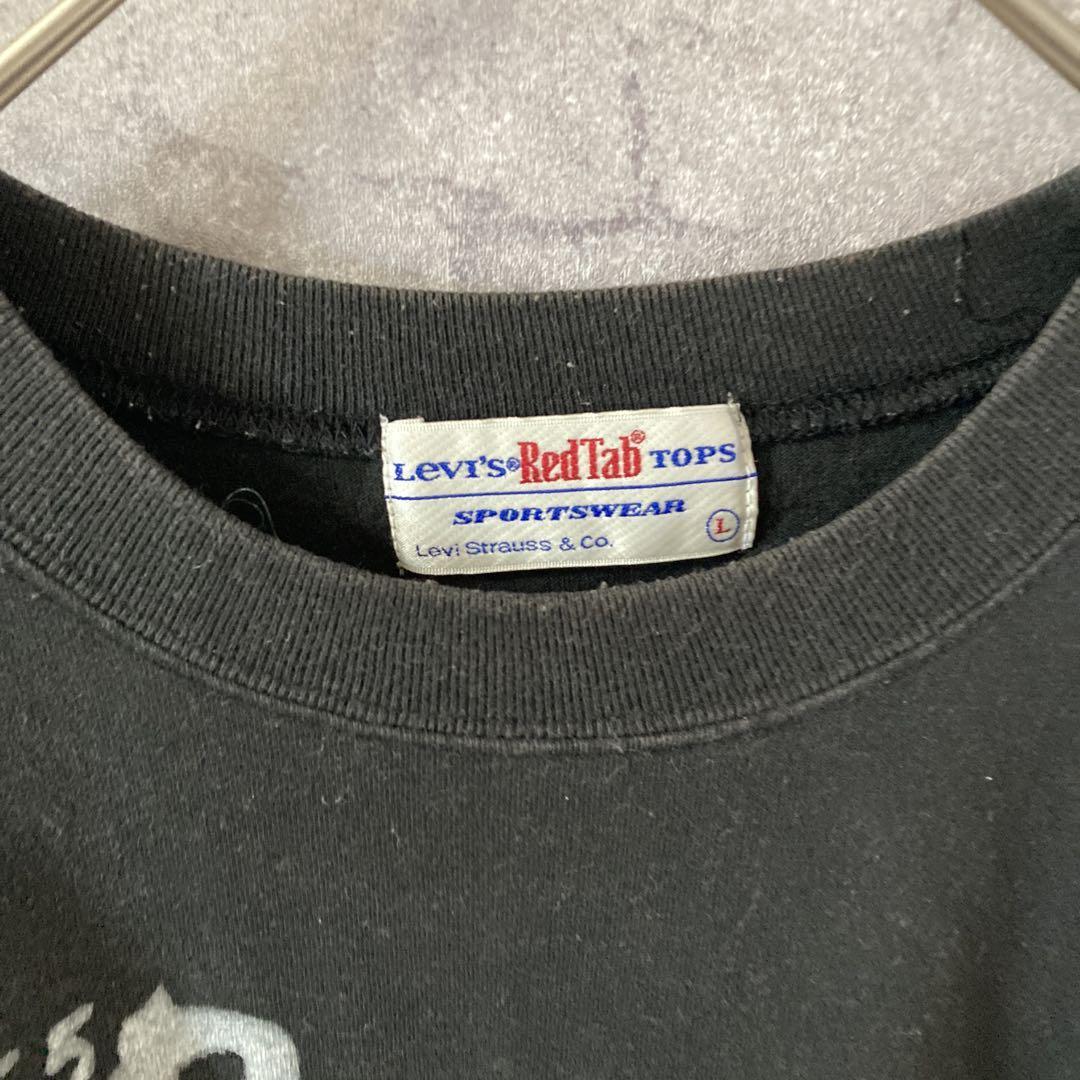 Levi's® RedTab® TOPS
SPORTSWEAR
L
Levi Strauss & Co.